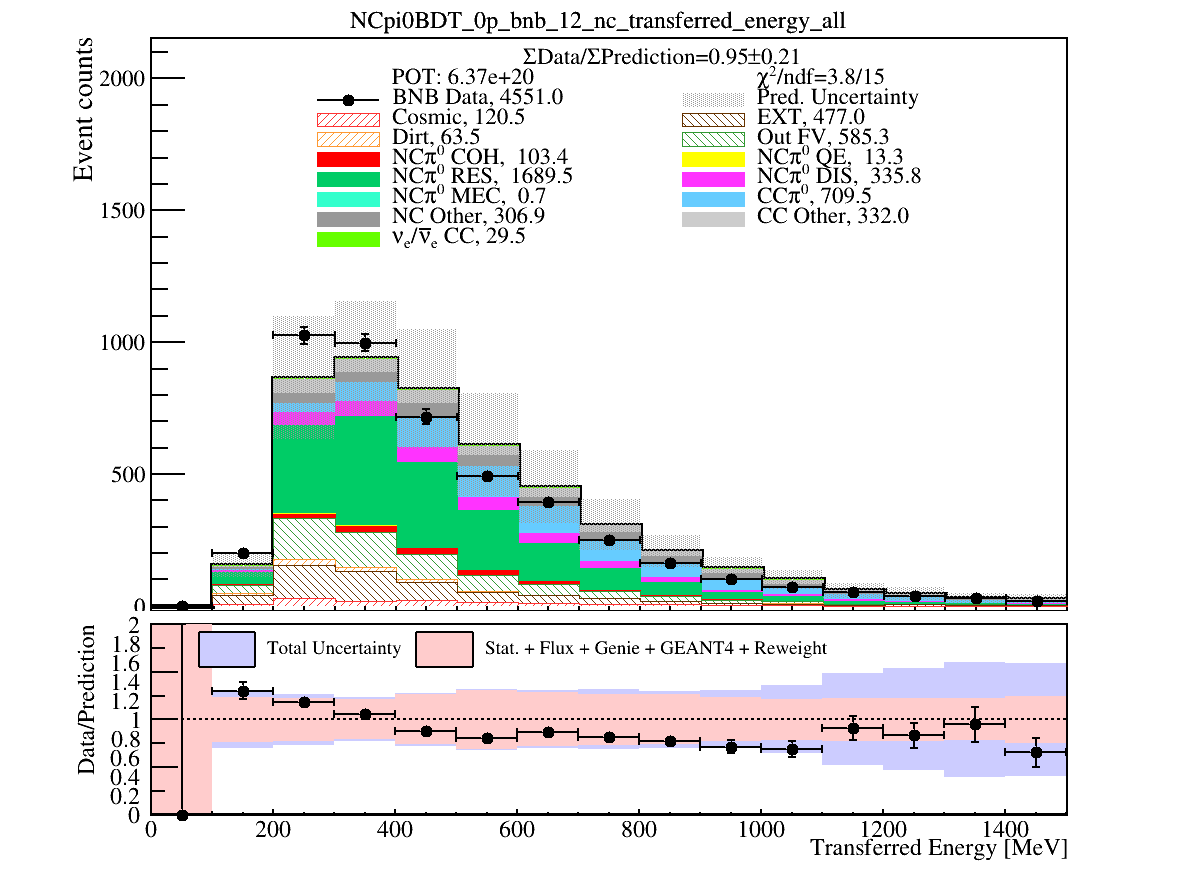 NCpi0BDT_0p_bnb_12_nc_transferred_energy_all
ΣData/ΣPrediction=0.95±0.21
POT: 6.37e+20
χ²/ndf=3.8/15
BNB Data, 4551.0
Pred. Uncertainty
Cosmic, 120.5
EXT, 477.0
Dirt, 63.5
Out FV, 585.3
NCπ⁰ COH, 103.4
NCπ⁰ QE, 13.3
NCπ⁰ RES, 1689.5
NCπ⁰ DIS, 335.8
NCπ⁰ MEC, 0.7
CCπ⁰, 709.5
NC Other, 306.9
CC Other, 332.0
νₑ/ν̅ₑ CC, 29.5
Event counts
2000
1500
1000
500
0
Total Uncertainty
Stat. + Flux + Genie + GEANT4 + Reweight
Data/Prediction
2
1.8
1.6
1.4
1.2
1
0.8
0.6
0.4
0.2
0
0 200 400 600 800 1000 1200 1400
Transferred Energy [MeV]